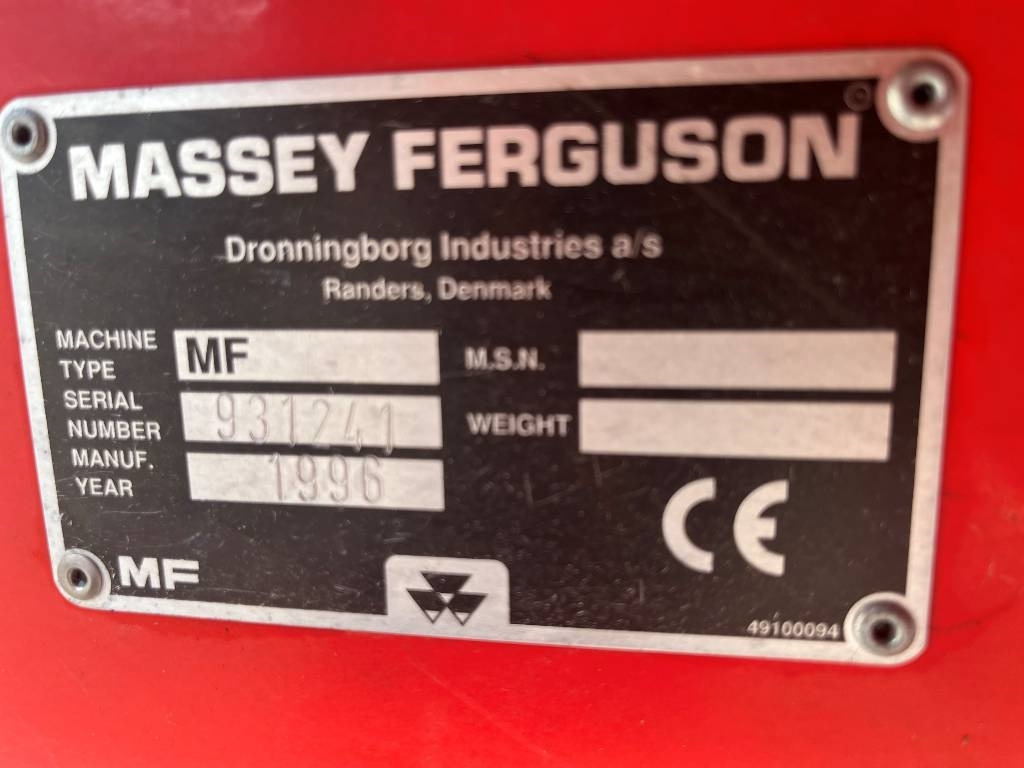 MASSEY FERGUSON
Dronningborg Industries a/s
Randers, Denmark
MACHINE TYPE MF
SERIAL NUMBER 931241
MANUF. YEAR 1996
M.S.N.
WEIGHT
CE
MF
49100094